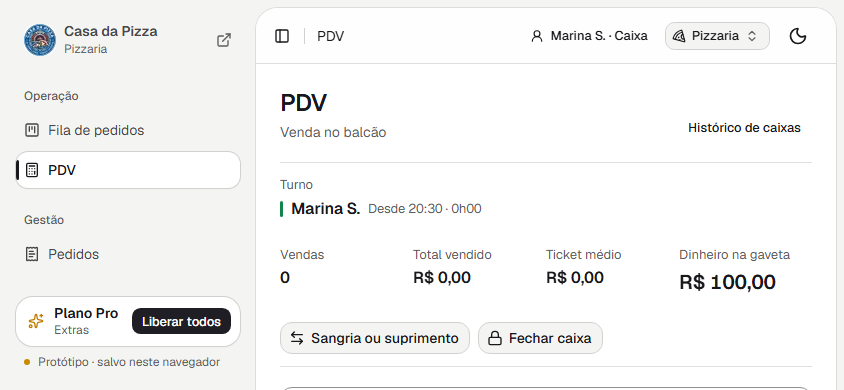 Casa da Pizza
Pizzaria
Operação
Fila de pedidos
PDV
Gestão
Pedidos
Plano Pro
Extras
Liberar todos
Protótipo · salvo neste navegador
PDV
Marina S. · Caixa
Pizzaria
PDV
Venda no balcão
Histórico de caixas
Turno
Marina S. Desde 20:30 · 0h00
Vendas
0
Total vendido
R$ 0,00
Ticket médio
R$ 0,00
Dinheiro na gaveta
R$ 100,00
Sangria ou suprimento
Fechar caixa